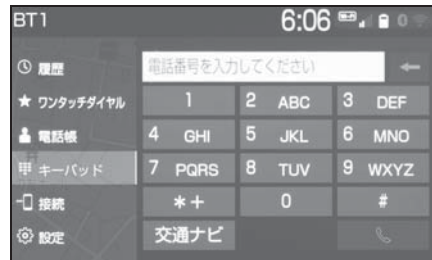 BT1 6:06 0
履歴
電話番号を入力してください
ワンタッチダイヤル
1 2 ABC 3 DEF
電話帳
4 GHI 5 JKL 6 MNO
キーパッド
7 PQRS 8 TUV 9 WXYZ
接続
*+ 0 #
設定
交通ナビ